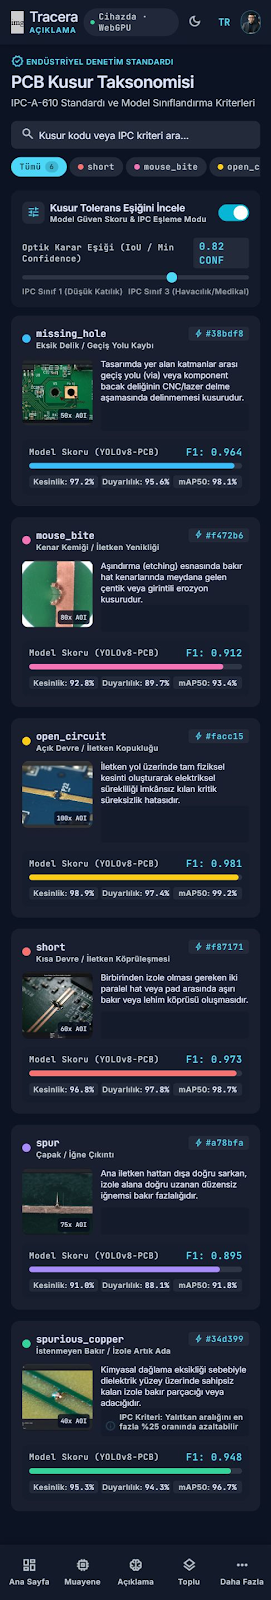 img
Tracera
AÇIKLAMA
Cihazda ·
WebGPU
TR
ENDÜSTRİYEL DENETİM STANDARDI
PCB Kusur Taksonomisi
IPC-A-610 Standardı ve Model Sınıflandırma Kriterleri
Kusur kodu veya IPC kriteri ara...
Tümü 6
short
mouse_bite
open_c
Kusur Tolerans Eşiğini İncele
Model Güven Skoru & IPC Eşleme Modu
Optik Karar Eşiği (IoU / Min
Confidence)
0.82
CONF
IPC Sınıf 1 (Düşük Katılık)
IPC Sınıf 3 (Havacılık/Medikal)
missing_hole
#38bdf8
Eksik Delik / Geçiş Yolu Kaybı
Tasarımda yer alan katmanlar arası
geçiş yolu (via) veya komponent
bacak deliğinin CNC/lazer delme
aşamasında delinmemesi kusurudur.
50x AOI
Model Skoru (YOLOv8-PCB)
F1: 0.964
Kesinlik: 97.2%
Duyarlılık: 95.6%
mAP50: 98.1%
mouse_bite
#f472b6
Kenar Kemiği / İletken Yenikliği
Aşındırma (etching) esnasında bakır
hat kenarlarında meydana gelen
çentik veya girintili erozyon
kusurudur.
80x AOI
Model Skoru (YOLOv8-PCB)
F1: 0.912
Kesinlik: 92.8%
Duyarlılık: 89.7%
mAP50: 93.4%
open_circuit
#facc15
Açık Devre / İletken Kopukluğu
İletken yol üzerinde tam fiziksel
kesinti oluşturarak elektriksel
sürekliliği imkânsız kılan kritik
süreksizlik hatasıdır.
100x AOI
Model Skoru (YOLOv8-PCB)
F1: 0.981
Kesinlik: 98.9%
Duyarlılık: 97.4%
mAP50: 99.2%
short
#f87171
Kısa Devre / İletken Köprüleşmesi
Birbirinden izole olması gereken iki
paralel hat veya pad arasında aşırı
bakır veya lehim köprüsü oluşmasıdır.
60x AOI
Model Skoru (YOLOv8-PCB)
F1: 0.973
Kesinlik: 96.8%
Duyarlılık: 97.8%
mAP50: 98.7%
spur
#a78bfa
Çapak / İğne Çıkıntı
Ana iletken hattan dışa doğru sarkan,
izole alana doğru uzanan düzensiz
iğnemsi bakır fazlalığıdır.
75x AOI
Model Skoru (YOLOv8-PCB)
F1: 0.895
Kesinlik: 91.0%
Duyarlılık: 88.1%
mAP50: 91.8%
spurious_copper
#34d399
İstenmeyen Bakır / İzole Artık Ada
Kimyasal dağlama eksikliği sebebiyle
dielektrik yüzey üzerinde sahipsiz
kalan izole bakır parçacığı veya
adacığıdır.
40x AOI
IPC Kriteri: Yalıtkan aralığını en
fazla %25 oranında azaltabilir
Model Skoru (YOLOv8-PCB)
F1: 0.948
Kesinlik: 95.3%
Duyarlılık: 94.3%
mAP50: 96.7%
Ana Sayfa
Muayene
Açıklama
Toplu
Daha Fazla